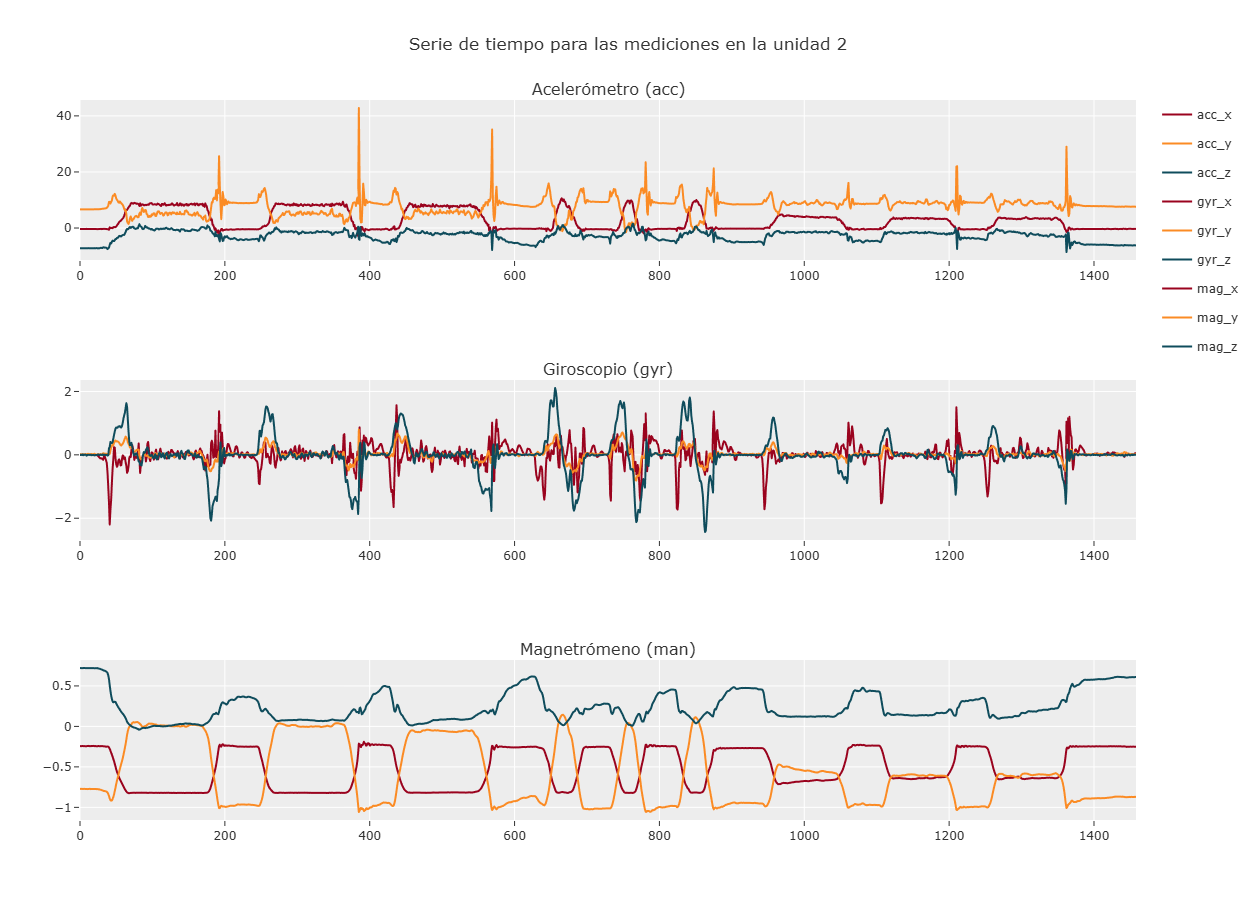 Serie de tiempo para las mediciones en la unidad 2
Acelerómetro (acc)
40
20
0
0 200 400 600 800 1000 1200 1400
acc_x
acc_y
acc_z
gyr_x
gyr_y
gyr_z
mag_x
mag_y
mag_z
Giroscopio (gyr)
2
0
−2
0 200 400 600 800 1000 1200 1400
Magnetrómeno (man)
0.5
0
−0.5
−1
0 200 400 600 800 1000 1200 1400